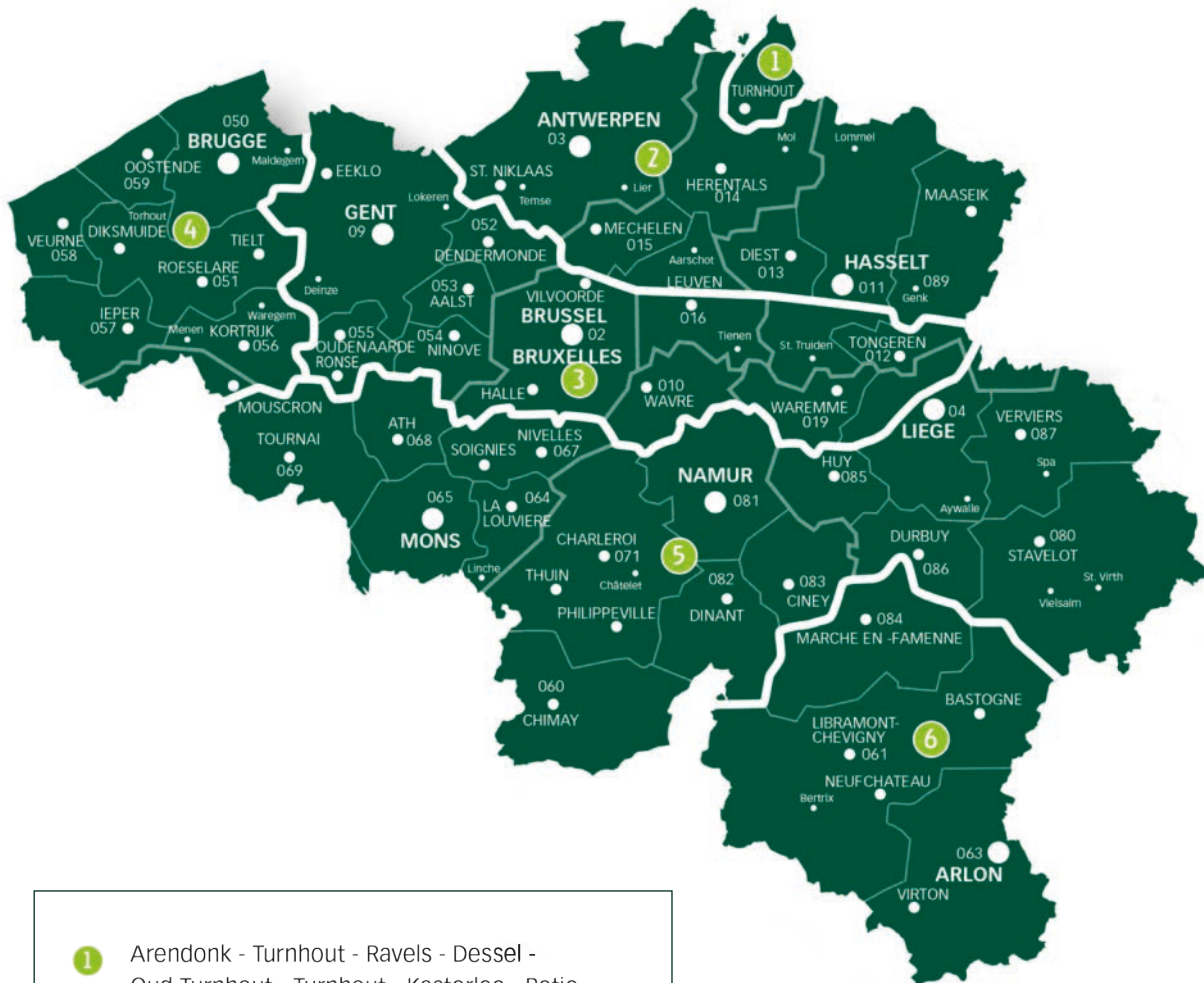 1
TURNHOUT
050
BRUGGE
Maldegem
OOSTENDE
059
EEKLO
ANTWERPEN
03
2
Mol
Lommel
ST. NIKLAAS
Temse
Lier
HERENTALS
014
MAASEIK
Lokeren
GENT
09
VEURNE
058
Torhout
DIKSMUIDE
4
TIELT
ROESELARE
051
052
DENDERMONDE
MECHELEN
015
Aarschot
DIEST
013
HASSELT
011
089
Genk
Deinze
053
AALST
VILVOORDE
LEUVEN
016
BRUSSEL
02
BRUXELLES
IEPER
057
Menen
Waregem
KORTRIJK
056
055
OUDENAARDE
RONSE
054
NINOVE
Tienen
St. Truiden
TONGEREN
012
HALLE
3
010
WAVRE
WAREMME
019
04
LIEGE
VERVIERS
087
Spa
MOUSCRON
TOURNAI
069
ATH
068
SOIGNIES
NIVELLES
067
NAMUR
081
HUY
085
Aywalle
065
MONS
LA
LOUVIERE
064
Linche
CHARLEROI
071
Châtelet
5
THUIN
PHILIPPEVILLE
082
DINANT
083
CINEY
DURBUY
086
080
STAVELOT
St. Virth
Vielsalm
084
MARCHE EN -FAMENNE
060
CHIMAY
BASTOGNE
LIBRAMONT-
CHEVIGNY
061
6
NEUFCHATEAU
Bertrix
063
ARLON
VIRTON
1 Arendonk - Turnhout - Ravels - Dessel -
Oud Turnhout - Turnhout - Kasterlee - Retie